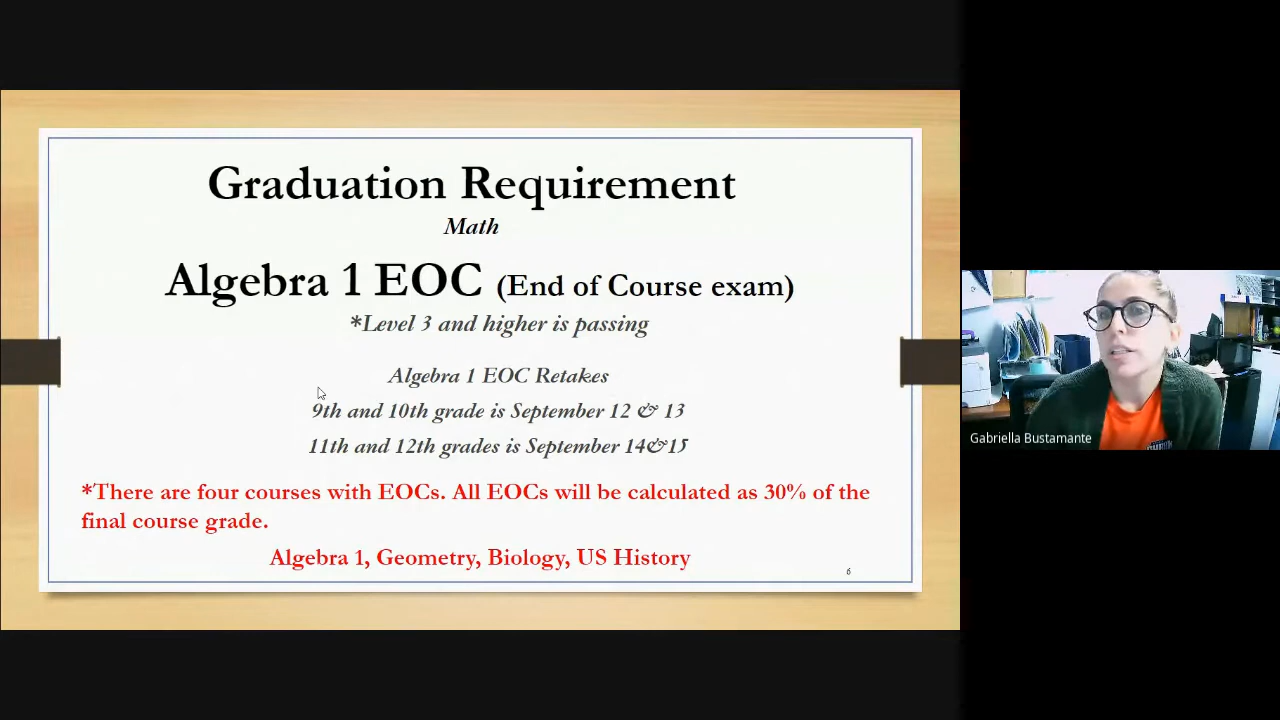 Graduation Requirement
Math
Algebra 1 EOC (End of Course exam)
*Level 3 and higher is passing
Algebra 1 EOC Retakes
9th and 10th grade is September 12 & 13
11th and 12th grades is September 14&15
*There are four courses with EOCs. All EOCs will be calculated as 30% of the
final course grade.
Algebra 1, Geometry, Biology, US History
6
Gabriella Bustamante